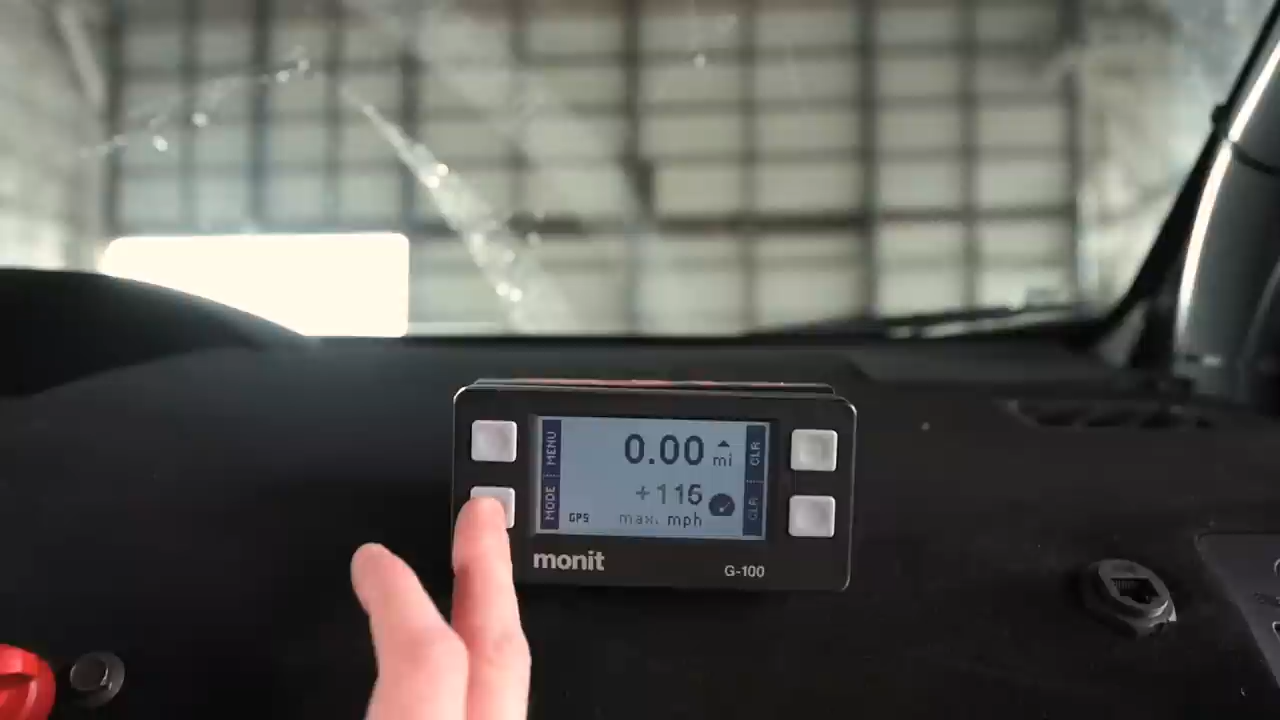 MENU
0.00 mi
CLR
MODE
+115
CLR
GPS
max. mph
monit
G-100